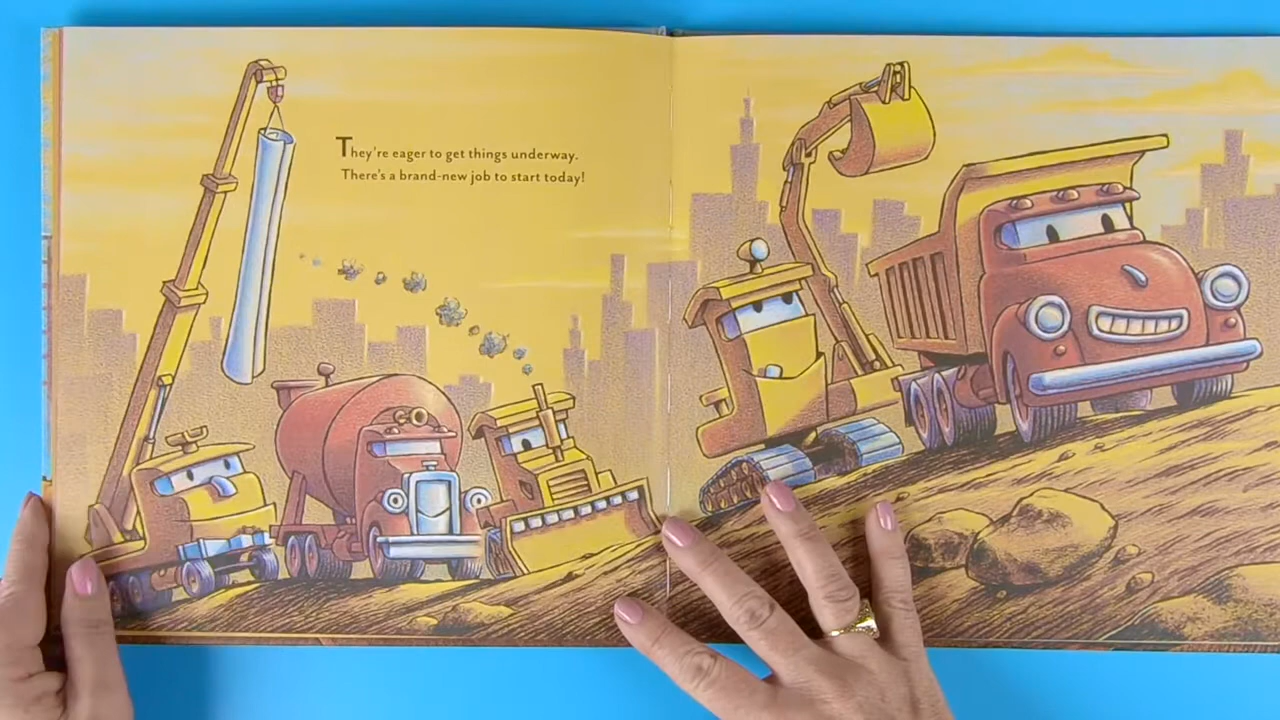 They're eager to get things underway.
There's a brand-new job to start today!